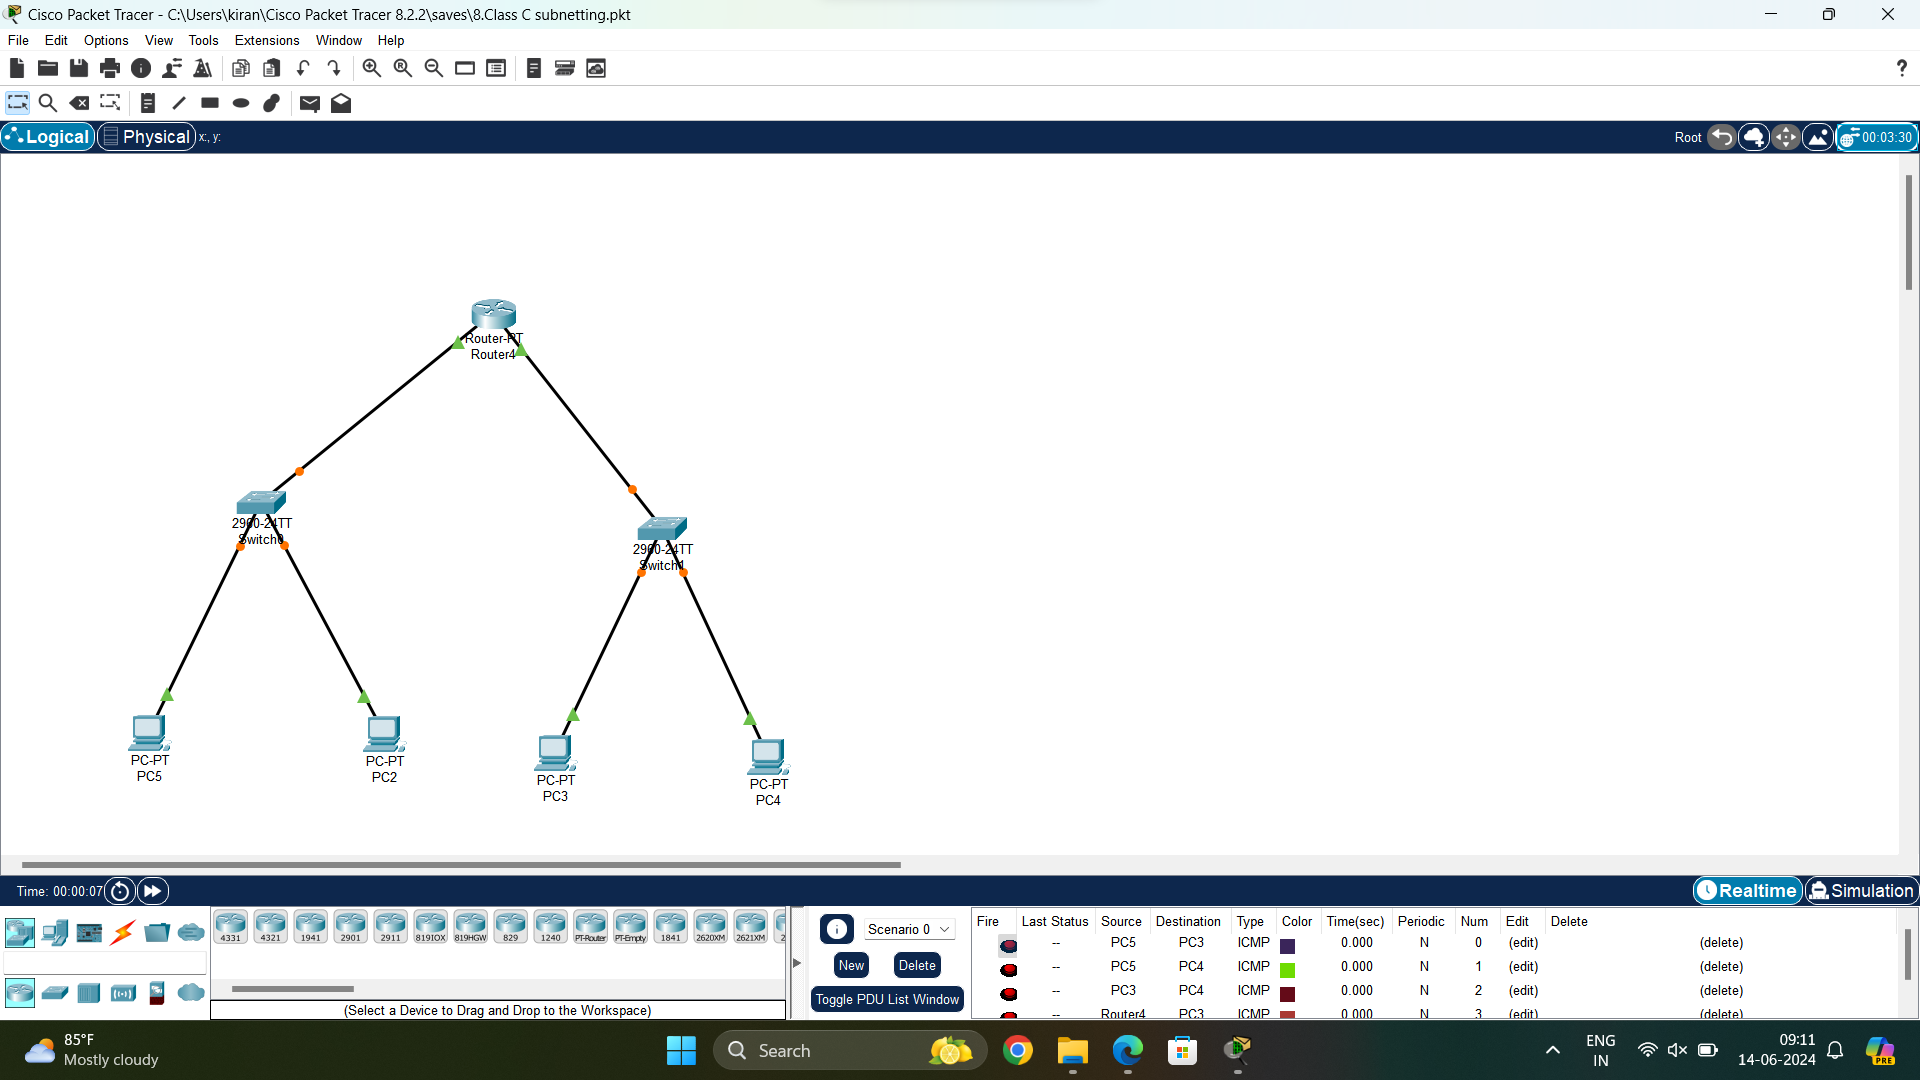 Cisco Packet Tracer - C:\Users\kiran\Cisco Packet Tracer 8.2.2\saves\8.Class C subnetting.pkt
File Edit Options View Tools Extensions Window Help
?
Logical Physical x:, y: Root 00:03:30
Router-PT
Router4
2960-24TT
Switch0
2960-24TT
Switch1
PC-PT
PC5
PC-PT
PC2
PC-PT
PC3
PC-PT
PC4
Time: 00:00:07 Realtime Simulation
4331 4321 1941 2901 2911 819IOX 819HGW 829 1240 PT-Router PT-Empty 1841 2620XM 2621XM 2
(Select a Device to Drag and Drop to the Workspace)
Scenario 0
New Delete
Toggle PDU List Window
Fire Last Status Source Destination Type Color Time(sec) Periodic Num Edit Delete
-- PC5 PC3 ICMP 0.000 N 0 (edit) (delete)
-- PC5 PC4 ICMP 0.000 N 1 (edit) (delete)
-- PC3 PC4 ICMP 0.000 N 2 (edit) (delete)
-- Router4 PC3 ICMP 0.000 N 3 (edit) (delete)
85°F
Mostly cloudy
Search
ENG
IN
09:11
14-06-2024
PRE